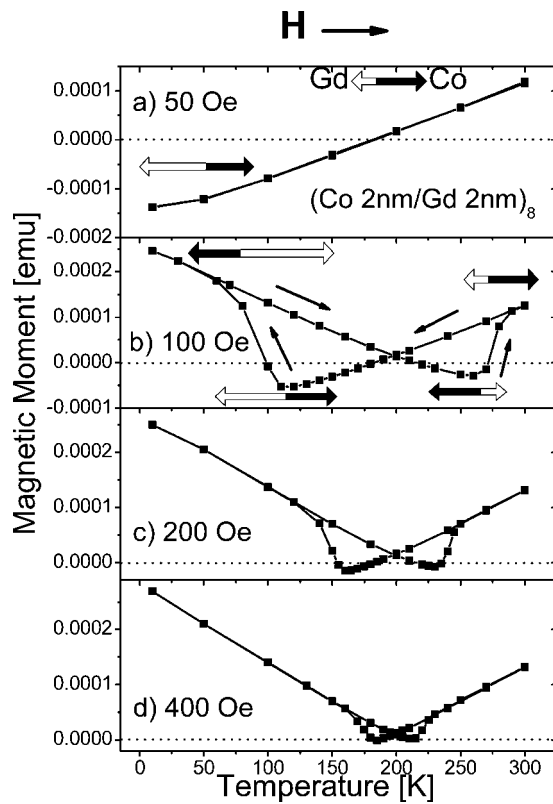 H
Gd Co
a) 50 Oe
(Co 2nm/Gd 2nm)8
0.0001
0.0000
-0.0001
-0.0002
b) 100 Oe
0.0002
0.0001
0.0000
-0.0001
c) 200 Oe
0.0002
0.0001
0.0000
d) 400 Oe
0.0002
0.0001
0.0000
Magnetic Moment [emu]
0 50 100 150 200 250 300
Temperature [K]